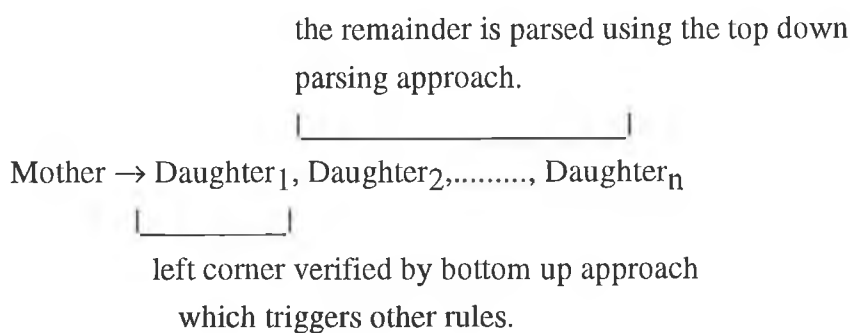 the remainder is parsed using the top down
parsing approach.
Mother → Daughter₁, Daughter₂,........., Daughterₙ
left corner verified by bottom up approach
which triggers other rules.